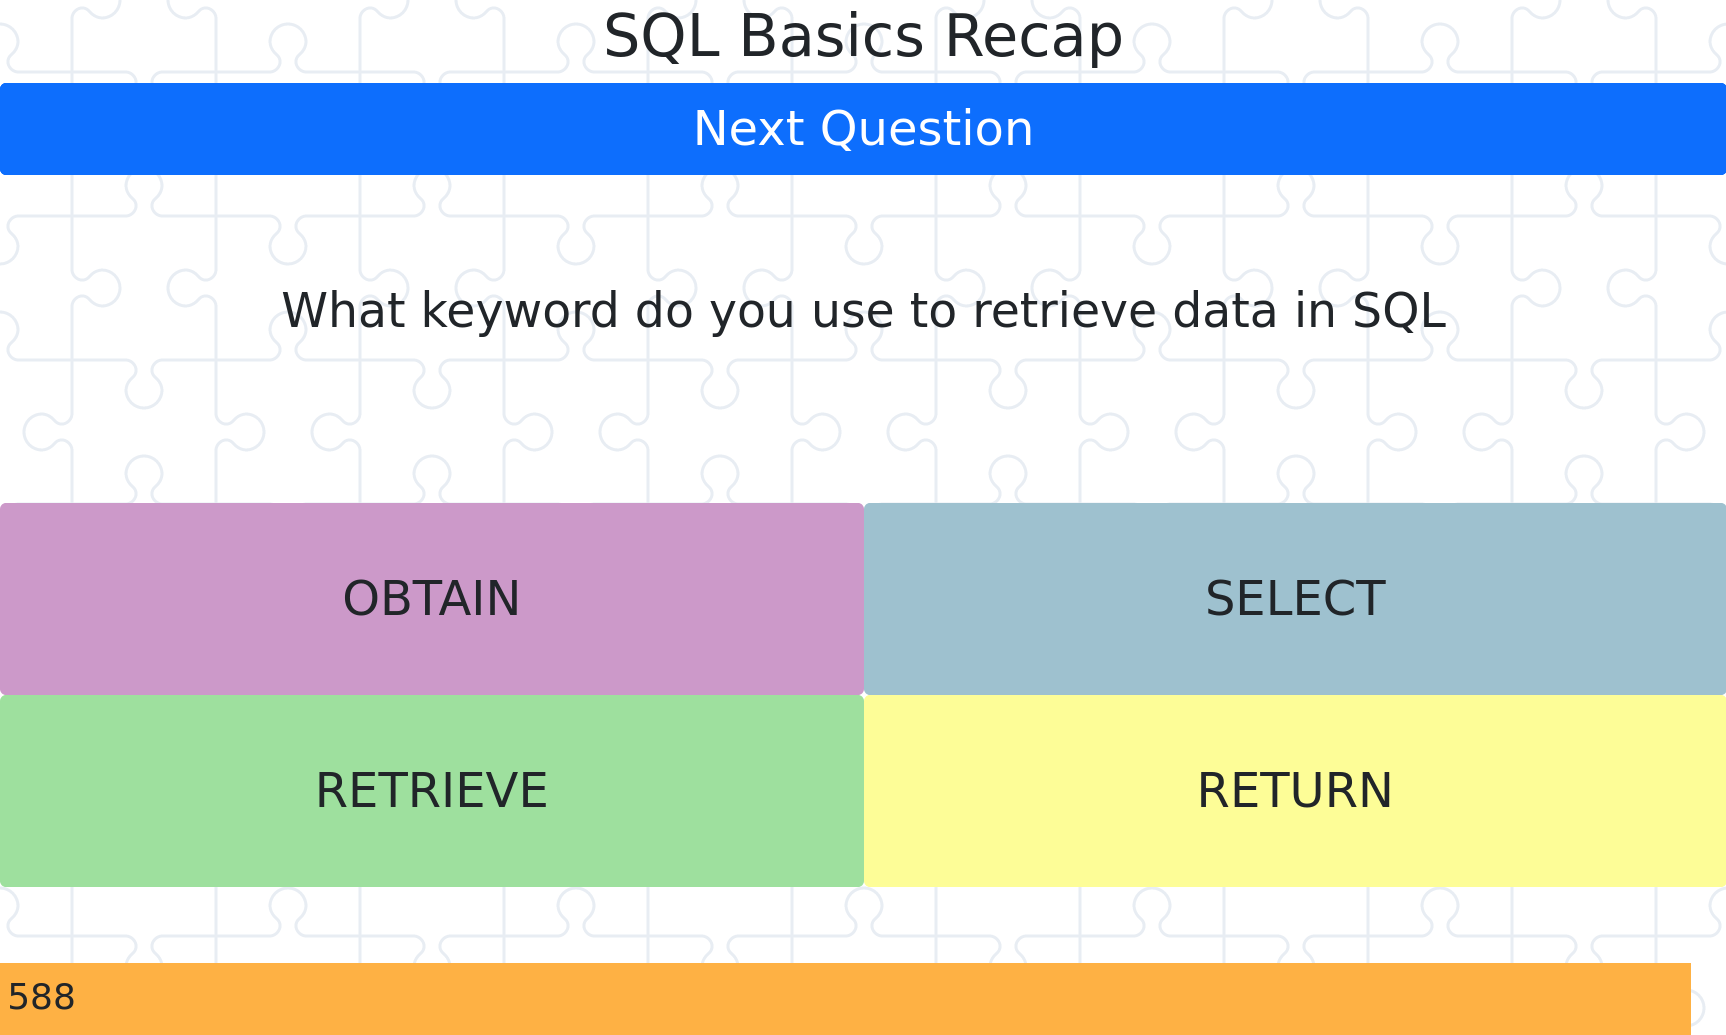 SQL Basics Recap
Next Question
What keyword do you use to retrieve data in SQL
OBTAIN
SELECT
RETRIEVE
RETURN
588